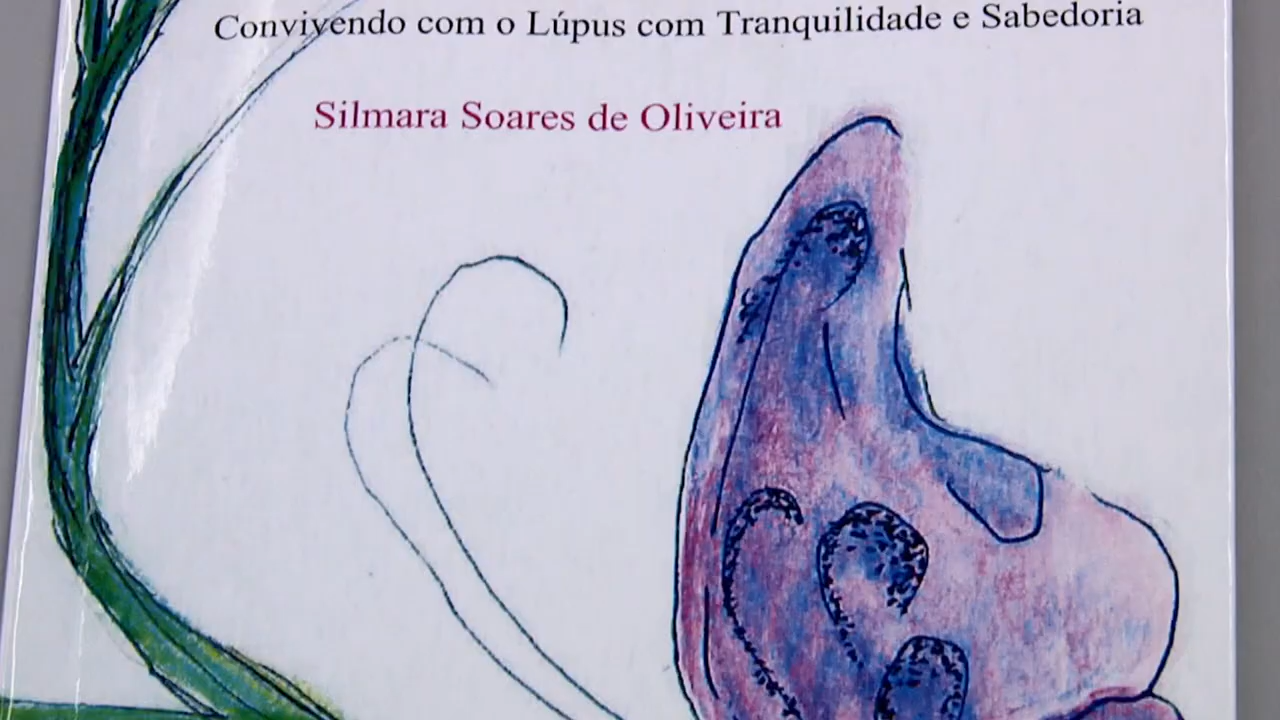 Convivendo com o Lúpus com Tranquilidade e Sabedoria
Silmara Soares de Oliveira